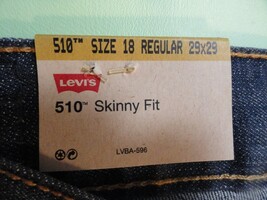 510™ SIZE 18 REGULAR 29x29
Levi's
510™ Skinny Fit
LVBA-596